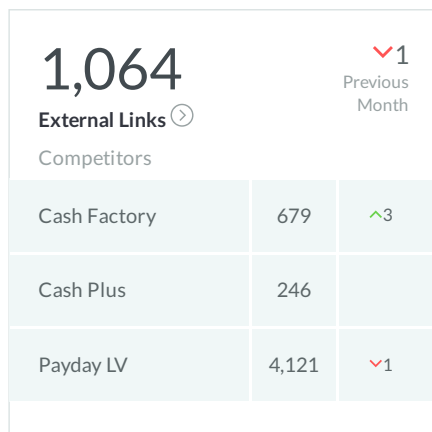 1,064
1
External Links
Previous
Month
Competitors
Cash Factory 679 3
Cash Plus 246
Payday LV 4,121 1